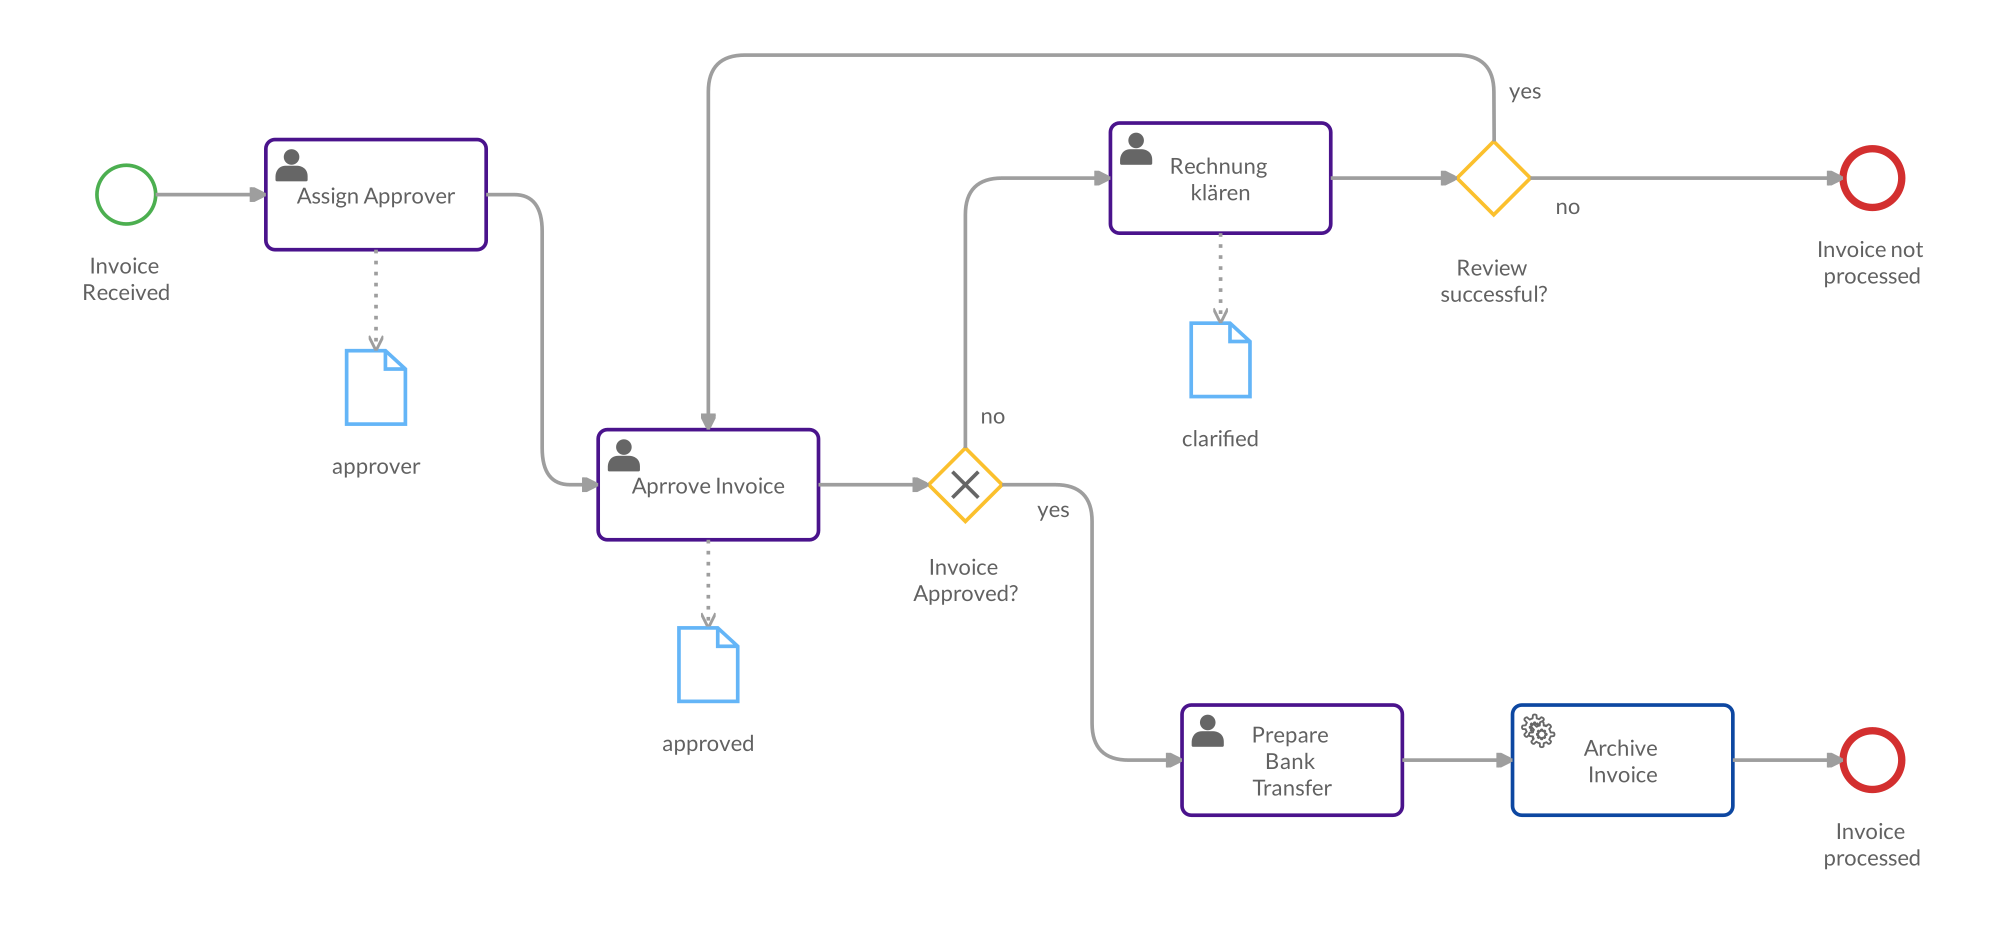 Invoice
Received
Assign Approver
approver
Aprrove Invoice
approved
Invoice
Approved?
no
yes
Rechnung
klären
clarified
Review
successful?
yes
no
Invoice not
processed
Prepare
Bank
Transfer
Archive
Invoice
Invoice
processed